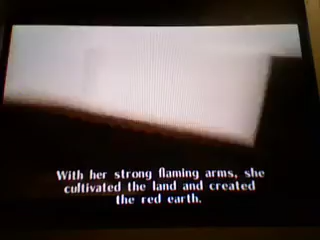 With her strong flaming arms, she
cultivated the land and created
the red earth.